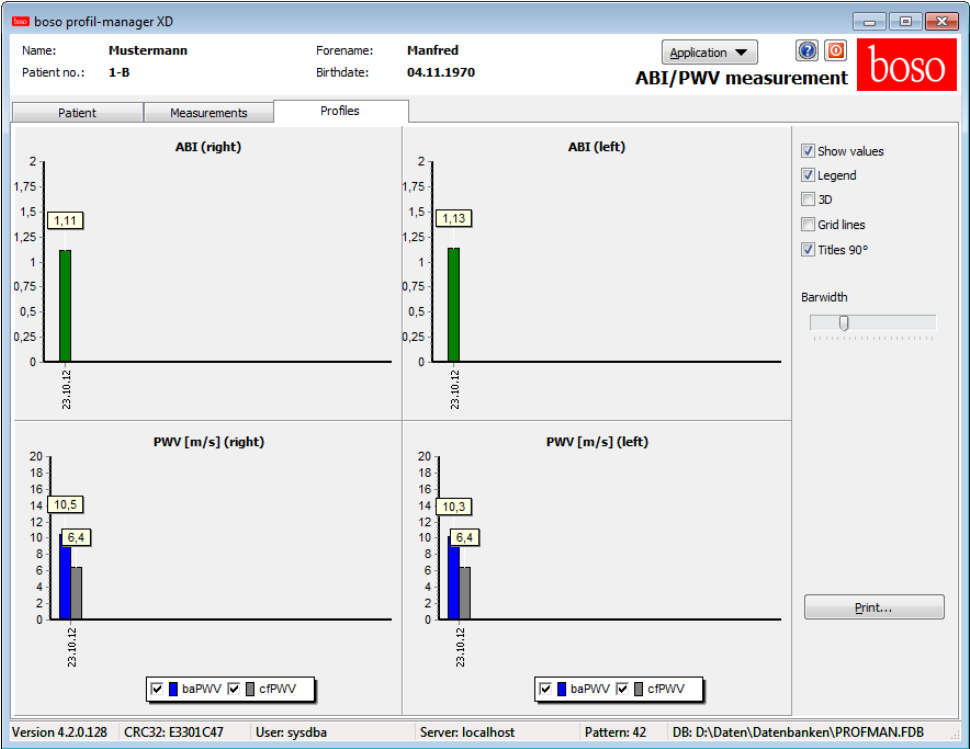 boso boso profil-manager XD
Name: Mustermann Forename: Manfred Application
Patient no.: 1-B Birthdate: 04.11.1970 ABI/PWV measurement
boso
Patient Measurements Profiles
ABI (right)
2
1,75
1,5
1,25
1
0,75
0,5
0,25
0
1,11
23.10.12
ABI (left)
2
1,75
1,5
1,25
1
0,75
0,5
0,25
0
1,13
23.10.12
Show values
Legend
3D
Grid lines
Titles 90°
Barwidth
PWV [m/s] (right)
20
18
16
14
12
10
8
6
4
2
0
10,5
6,4
23.10.12
baPWV cfPWV
PWV [m/s] (left)
20
18
16
14
12
10
8
6
4
2
0
10,3
6,4
23.10.12
baPWV cfPWV
Print...
Version 4.2.0.128 CRC32: E3301C47 User: sysdba Server: localhost Pattern: 42 DB: D:\Daten\Datenbanken\PROFMAN.FDB